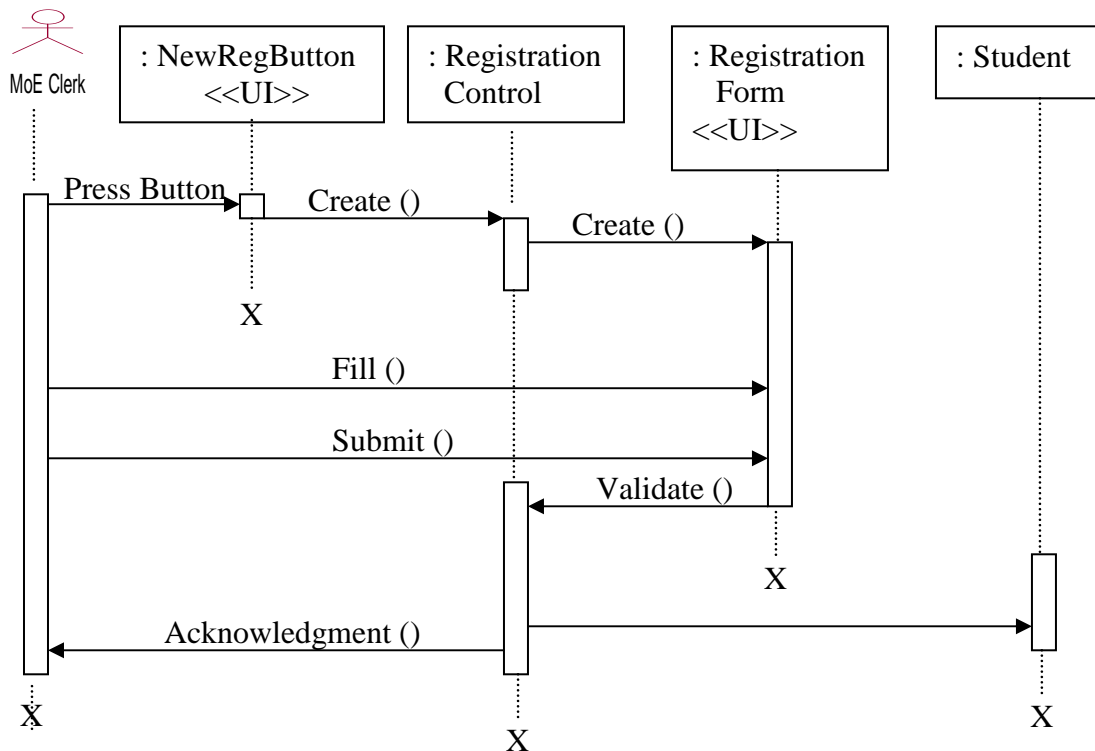 MoE Clerk
: NewRegButton
<<UI>>
: Registration
Control
: Registration
Form
<<UI>>
: Student
Press Button
Create ()
Create ()
X
Fill ()
Submit ()
Validate ()
X
Acknowledgment ()
X
X
X